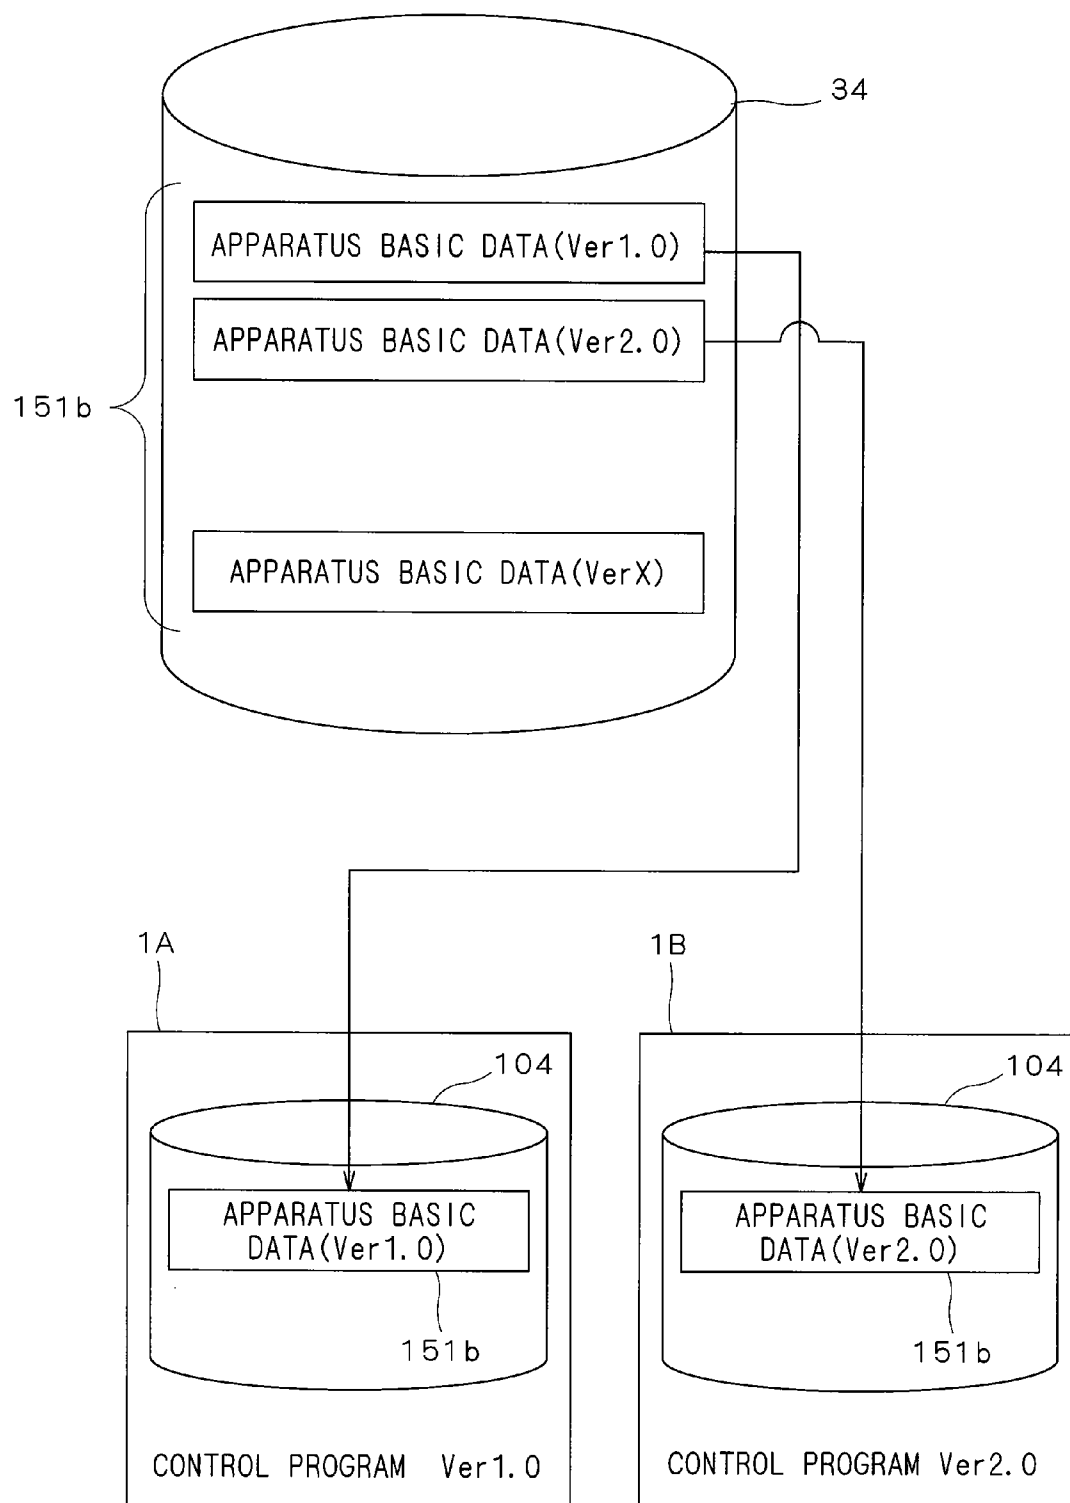 34
APPARATUS BASIC DATA(Ver1.0)
APPARATUS BASIC DATA(Ver2.0)
151b
APPARATUS BASIC DATA(VerX)
1A
1B
104
104
APPARATUS BASIC
DATA(Ver1.0)
APPARATUS BASIC
DATA(Ver2.0)
151b
151b
CONTROL PROGRAM Ver1.0
CONTROL PROGRAM Ver2.0